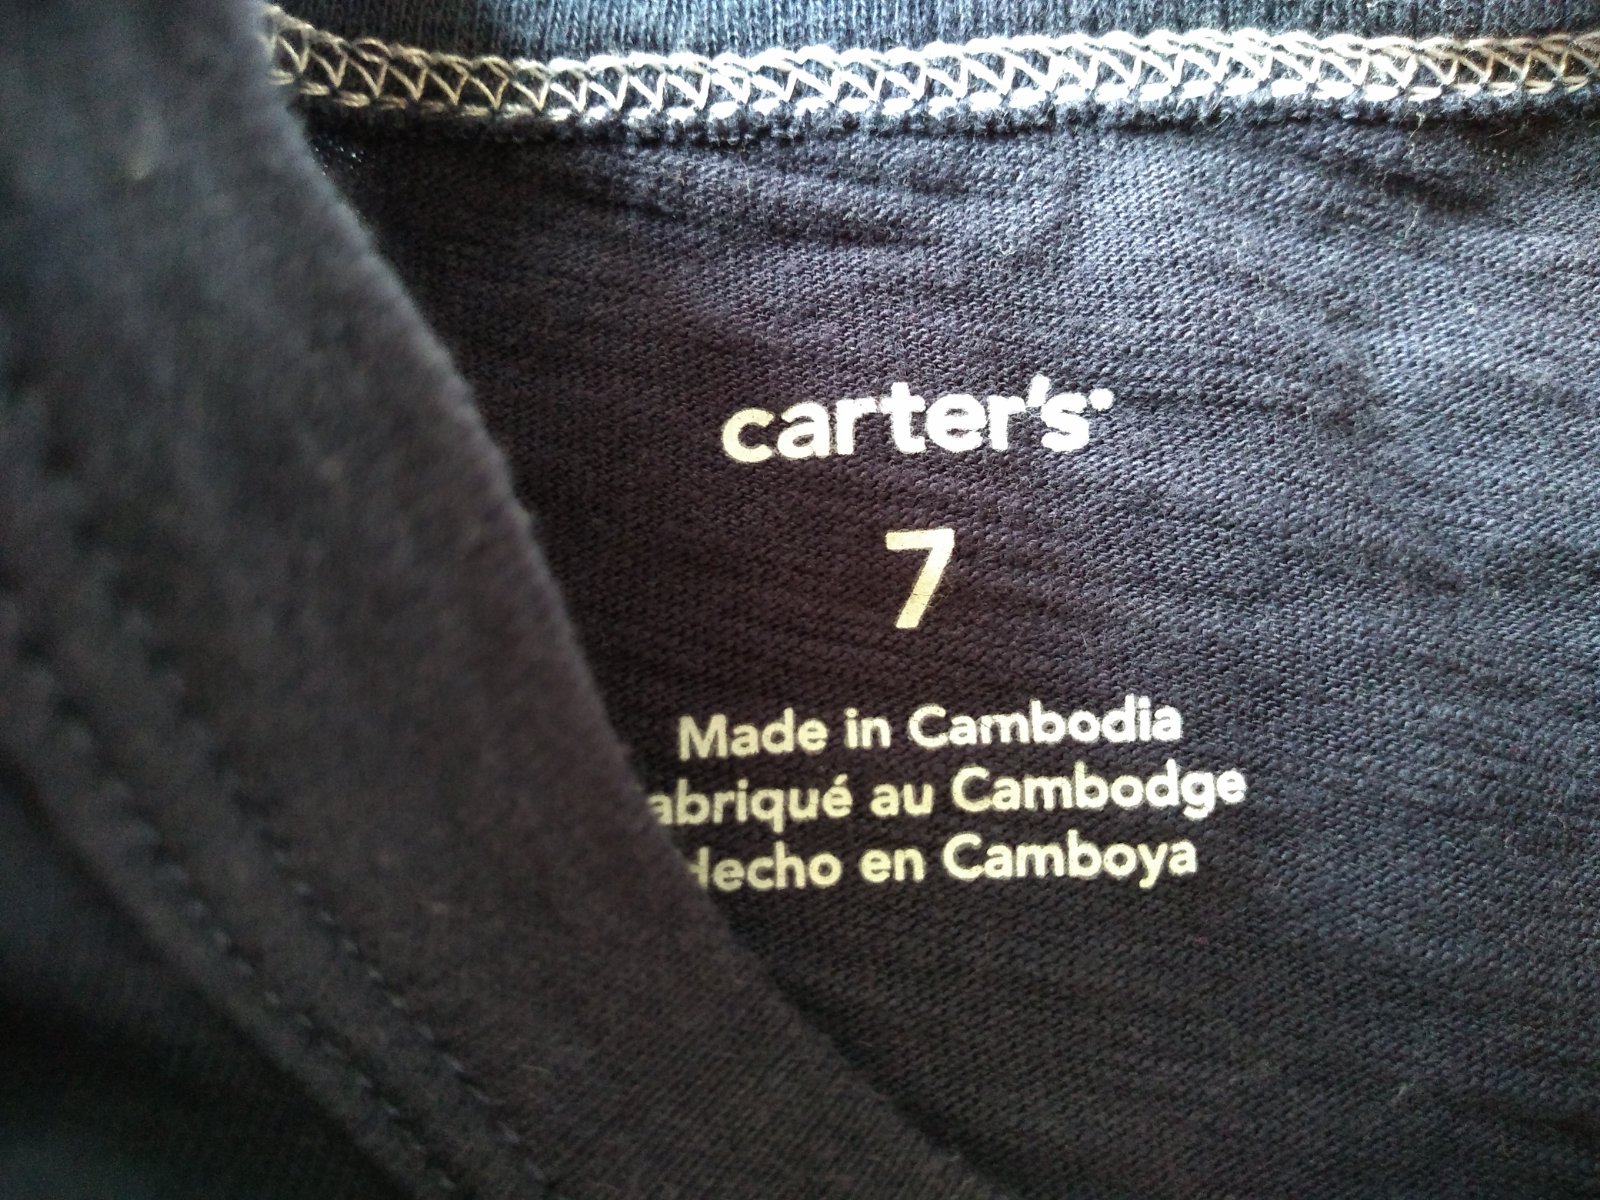 carter's
7
Made in Cambodia
abriqué au Cambodge
Hecho en Camboya